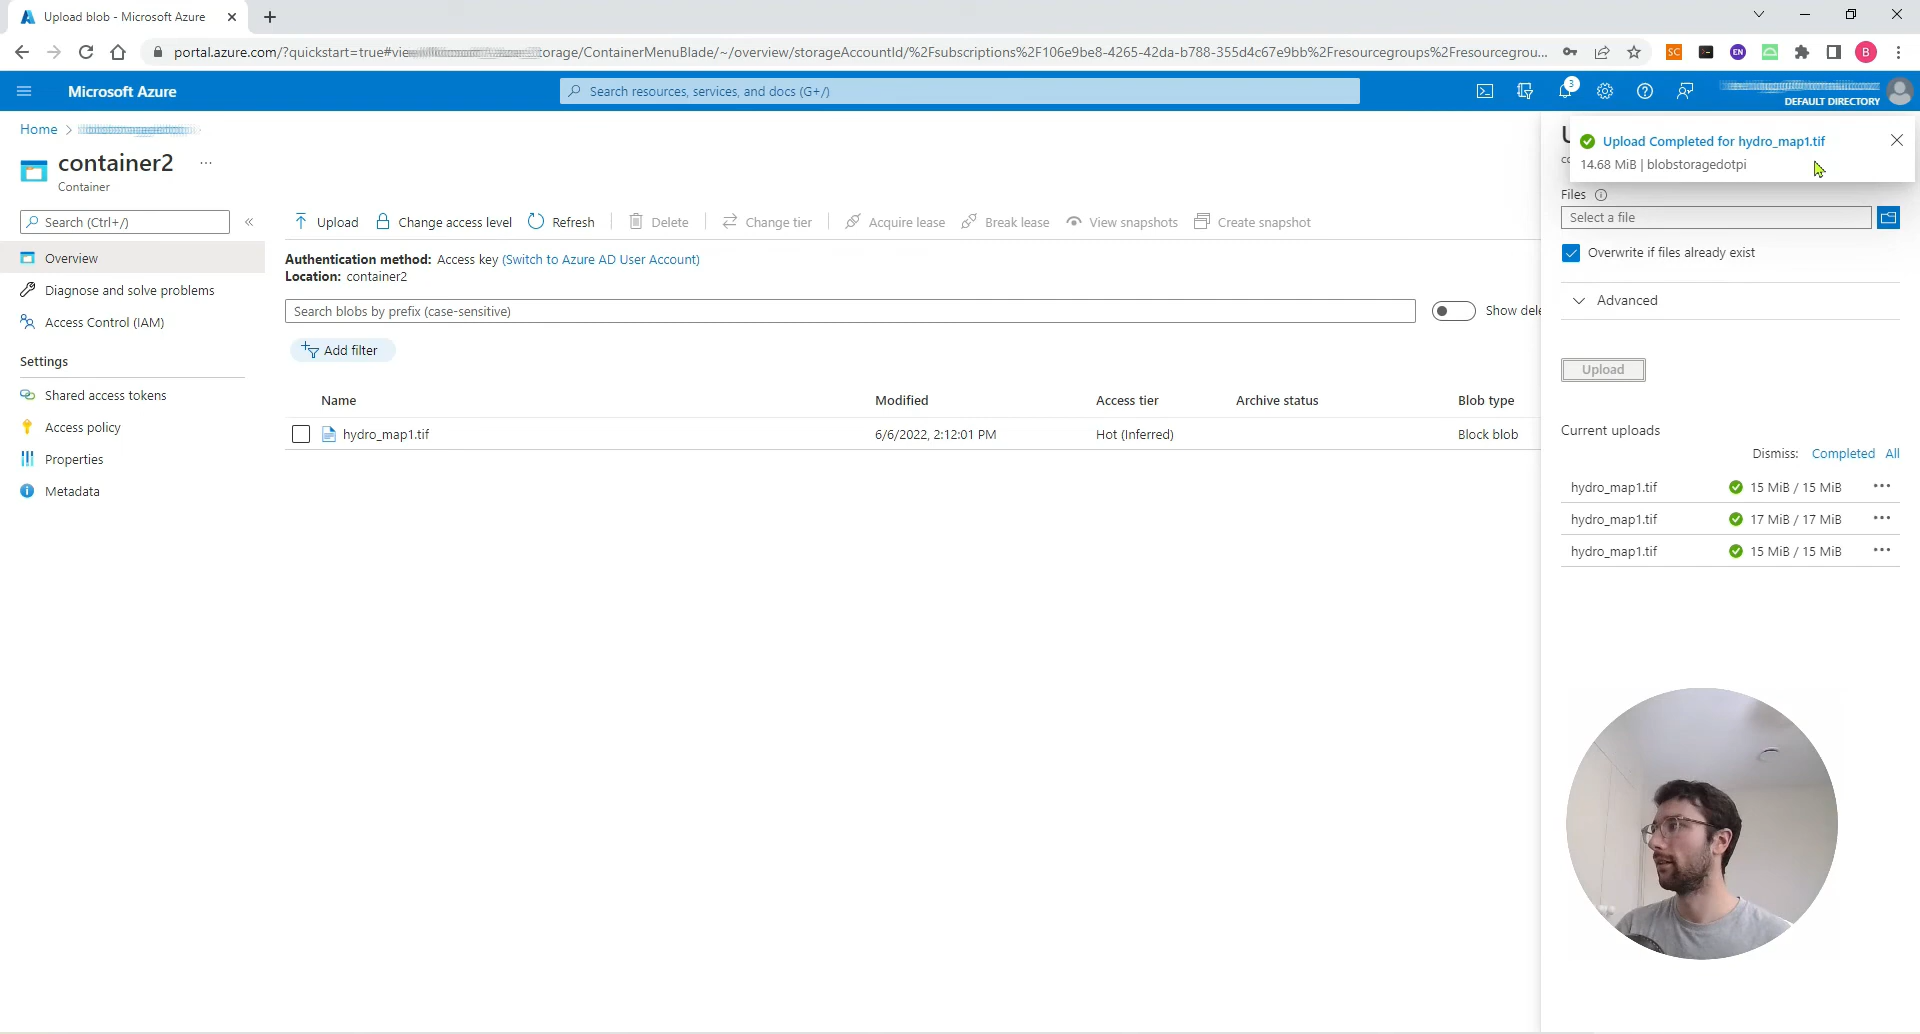 Upload blob - Microsoft Azure
portal.azure.com/?quickstart=true#view
torage/ContainerMenuBlade/~/overview/storageAccountId/%2Fsubscriptions%2F106e9be8-4265-42da-b788-355d4c67e9bb%2Fresourcegroups%2Fresourcegrou...
SC
EN
B
Microsoft Azure
Search resources, services, and docs (G+/)
3
DEFAULT DIRECTORY
Home >
container2 ...
Container
Upload Completed for hydro_map1.tif
14.68 MiB | blobstoragedotpi
Search (Ctrl+/)
Overview
Diagnose and solve problems
Access Control (IAM)
Settings
Shared access tokens
Access policy
Properties
Metadata
Upload
Change access level
Refresh
Delete
Change tier
Acquire lease
Break lease
View snapshots
Create snapshot
Authentication method: Access key (Switch to Azure AD User Account)
Location: container2
Search blobs by prefix (case-sensitive)
Show dele
Add filter
Name Modified Access tier Archive status Blob type
hydro_map1.tif 6/6/2022, 2:12:01 PM Hot (Inferred) Block blob
Files
Select a file
Overwrite if files already exist
Advanced
Upload
Current uploads
Dismiss: Completed All
hydro_map1.tif 15 MiB / 15 MiB ...
hydro_map1.tif 17 MiB / 17 MiB ...
hydro_map1.tif 15 MiB / 15 MiB ...